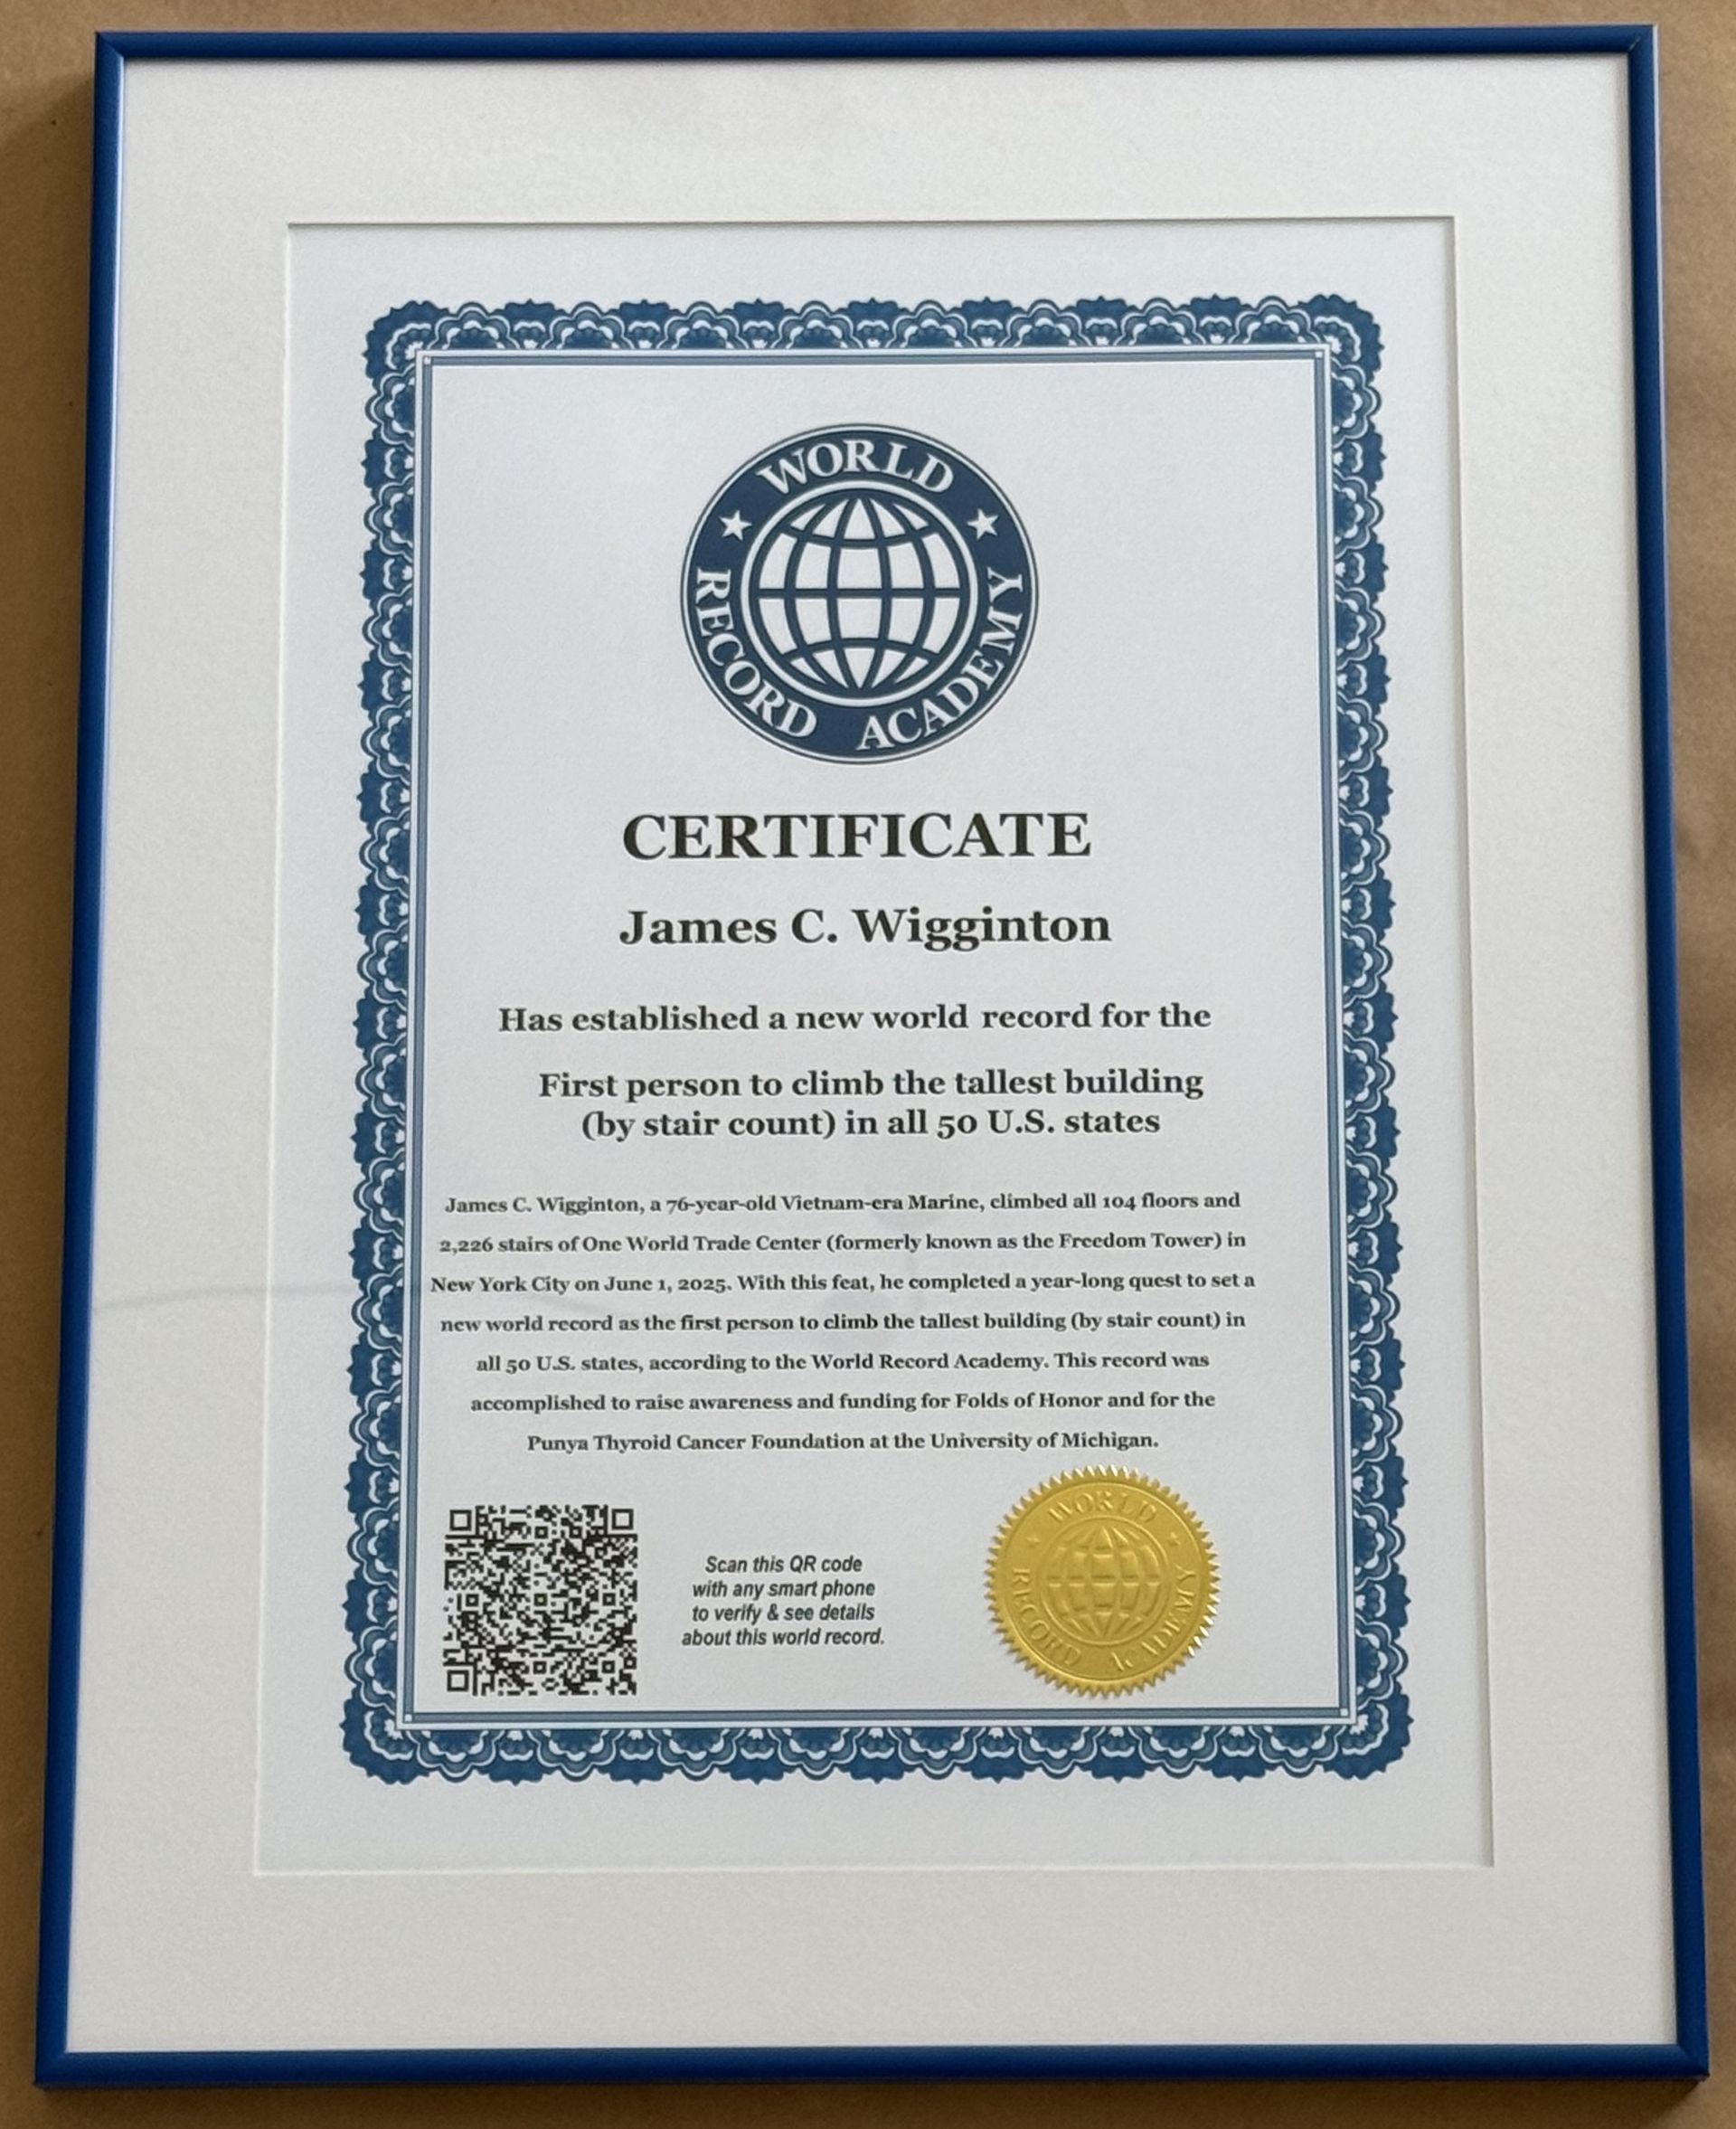 WORLD
RECORD ACADEMY
CERTIFICATE
James C. Wigginton
Has established a new world record for the
First person to climb the tallest building
(by stair count) in all 50 U.S. states
James C. Wigginton, a 76-year-old Vietnam-era Marine, climbed all 104 floors and
2,226 stairs of One World Trade Center (formerly known as the Freedom Tower) in
New York City on June 1, 2025. With this feat, he completed a year-long quest to set a
new world record as the first person to climb the tallest building (by stair count) in
all 50 U.S. states, according to the World Record Academy. This record was
accomplished to raise awareness and funding for Folds of Honor and for the
Punya Thyroid Cancer Foundation at the University of Michigan.
Scan this QR code
with any smart phone
to verify & see details
about this world record.
WORLD
RECORD ACADEMY